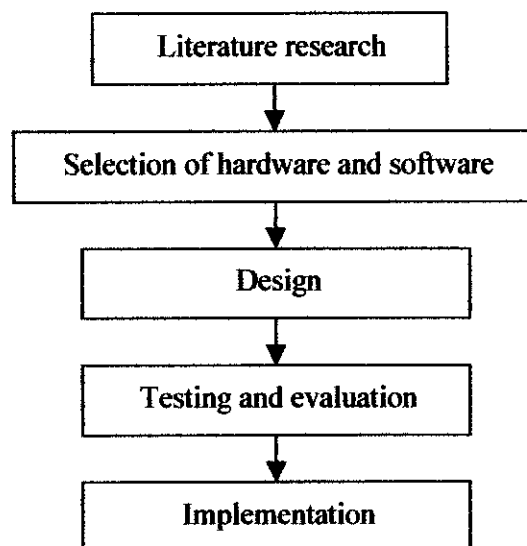 Literature research
Selection of hardware and software
Design
Testing and evaluation
Implementation